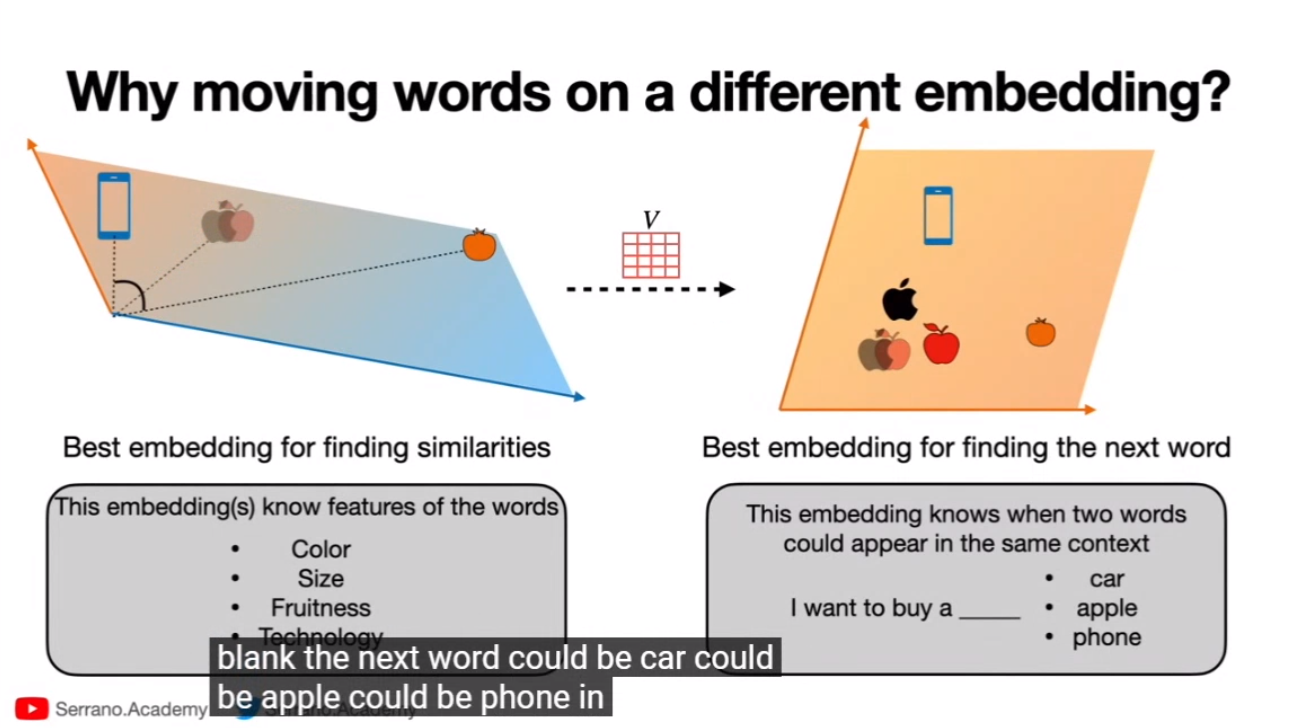 Why moving words on a different embedding?
V
Best embedding for finding similarities
Best embedding for finding the next word
This embedding(s) know features of the words
• Color
• Size
• Fruitness
• Technology
This embedding knows when two words
could appear in the same context
I want to buy a _____
• car
• apple
• phone
blank the next word could be car could
be apple could be phone in
Serrano.Academy
Serrano.Academy